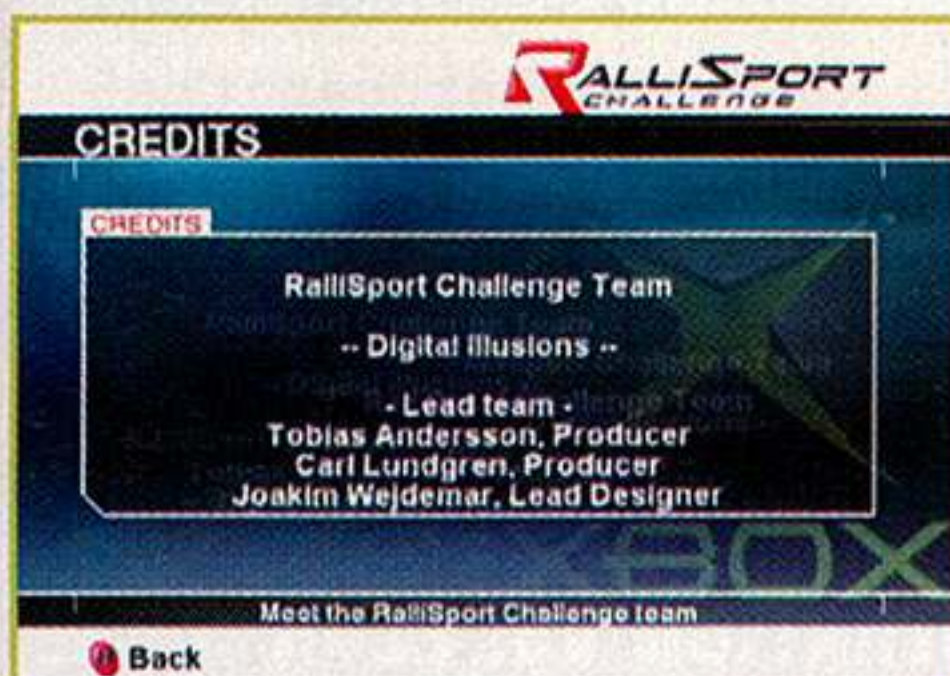 RALLISPORT
CHALLENGE
CREDITS
CREDITS
RalliSport Challenge Team
-- Digital Illusions --
- Lead team -
Tobias Andersson, Producer
Carl Lundgren, Producer
Joakim Wejdemar, Lead Designer
XBOX
Meet the RalliSport Challenge team
B Back